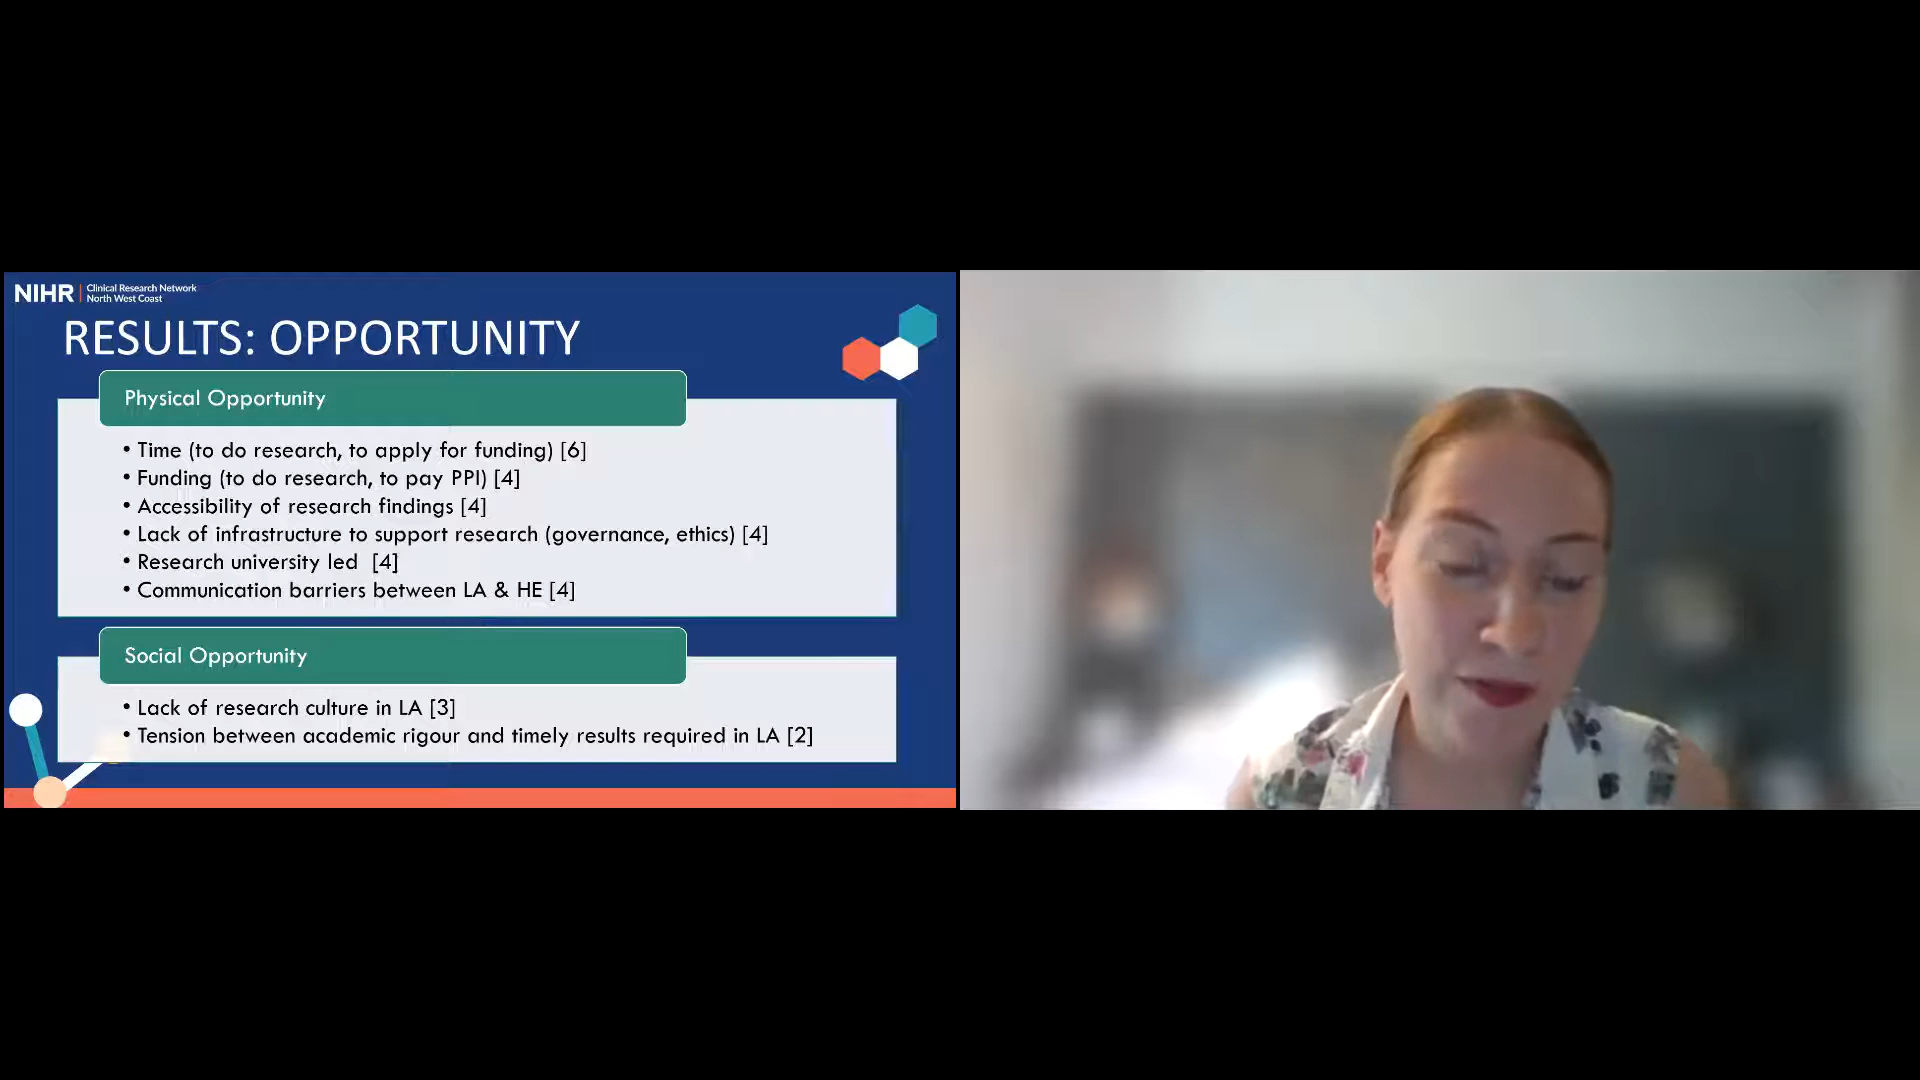 NIHR | Clinical Research Network
North West Coast
RESULTS: OPPORTUNITY
Physical Opportunity
• Time (to do research, to apply for funding) [6]
• Funding (to do research, to pay PPI) [4]
• Accessibility of research findings [4]
• Lack of infrastructure to support research (governance, ethics) [4]
• Research university led [4]
• Communication barriers between LA & HE [4]
Social Opportunity
• Lack of research culture in LA [3]
• Tension between academic rigour and timely results required in LA [2]